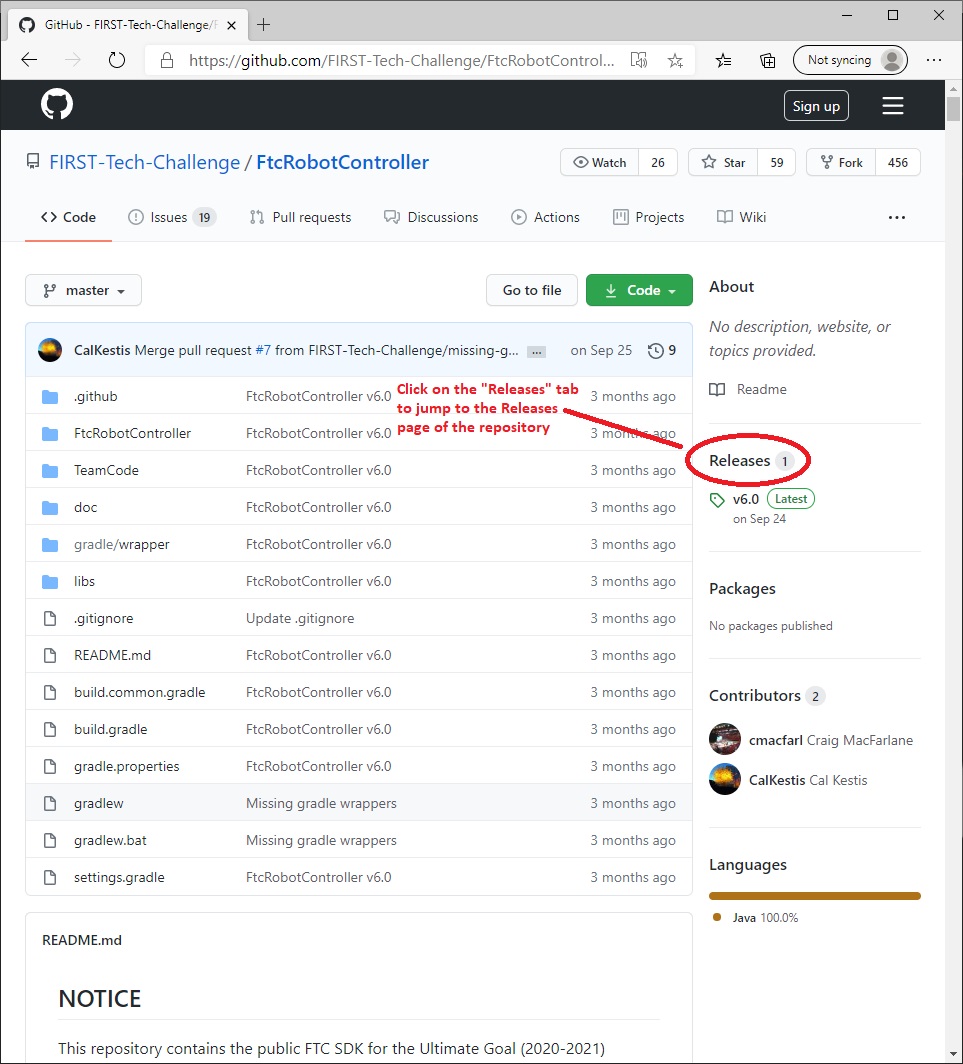 GitHub - FIRST-Tech-Challenge/F
https://github.com/FIRST-Tech-Challenge/FtcRobotControl...
Not syncing
Sign up
FIRST-Tech-Challenge / FtcRobotController
Watch 26
Star 59
Fork 456
Code
Issues 19
Pull requests
Discussions
Actions
Projects
Wiki
...
master
Go to file
Code
CalKestis Merge pull request #7 from FIRST-Tech-Challenge/missing-g... ... on Sep 25 9
.github FtcRobotController v6.0 3 months ago
FtcRobotController FtcRobotController v6.0 3 months ago
TeamCode FtcRobotController v6.0 3 months ago
doc FtcRobotController v6.0 3 months ago
gradle/wrapper FtcRobotController v6.0 3 months ago
libs FtcRobotController v6.0 3 months ago
.gitignore Update .gitignore 3 months ago
README.md FtcRobotController v6.0 3 months ago
build.common.gradle FtcRobotController v6.0 3 months ago
build.gradle FtcRobotController v6.0 3 months ago
gradle.properties FtcRobotController v6.0 3 months ago
gradlew Missing gradle wrappers 3 months ago
gradlew.bat Missing gradle wrappers 3 months ago
settings.gradle FtcRobotController v6.0 3 months ago
Click on the "Releases" tab
to jump to the Releases
page of the repository
README.md
NOTICE
This repository contains the public FTC SDK for the Ultimate Goal (2020-2021)
About
No description, website, or
topics provided.
Readme
Releases 1
v6.0 Latest
on Sep 24
Packages
No packages published
Contributors 2
cmacfarl Craig MacFarlane
CalKestis Cal Kestis
Languages
Java 100.0%